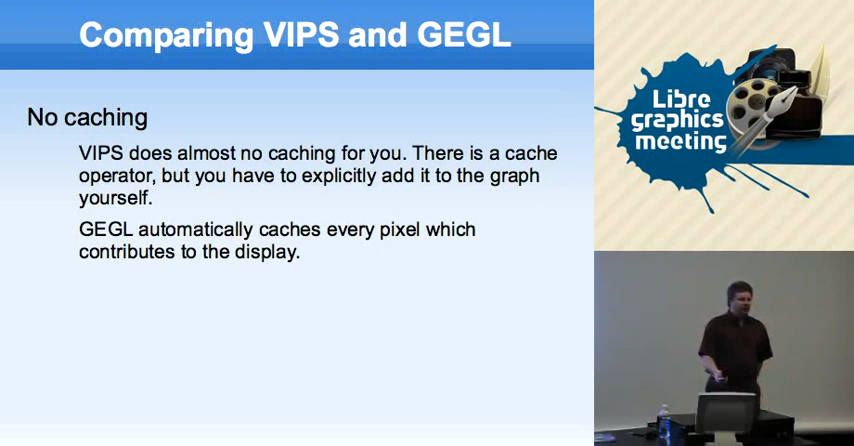 Comparing VIPS and GEGL
No caching
VIPS does almost no caching for you. There is a cache
operator, but you have to explicitly add it to the graph
yourself.
GEGL automatically caches every pixel which
contributes to the display.
Libre
graphics
meeting